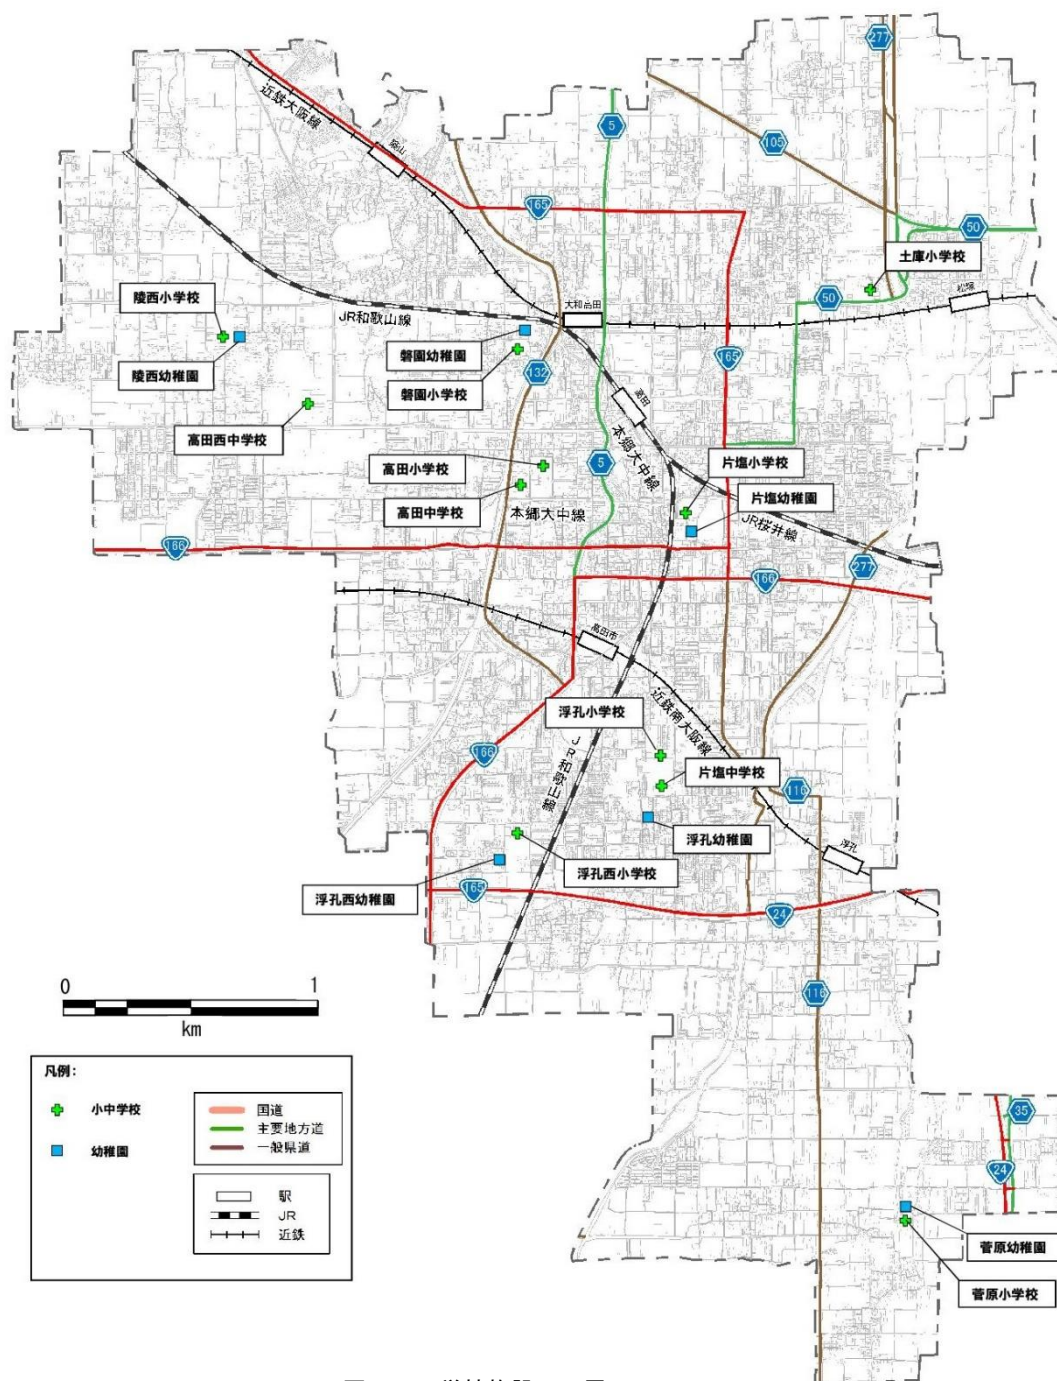 277
5
近鉄大阪線
105
築山
165
50
土庫小学校
松塚
50
陵西小学校
大和高田
JR和歌山線
磐園幼稚園
165
陵西幼稚園
132
磐園小学校
高田
高田西中学校
本郷大中線
高田小学校
5
片塩小学校
高田中学校
片塩幼稚園
本郷大中線
JR桜井線
166
277
166
高田市
近鉄南大阪線
浮孔小学校
166
JR和歌山線
片塩中学校
116
浮孔幼稚園
浮孔
浮孔西小学校
浮孔西幼稚園
165
24
116
0 1
km
凡例:
小中学校
幼稚園
国道
主要地方道
一般県道
駅
JR
近鉄
35
24
菅原幼稚園
菅原小学校